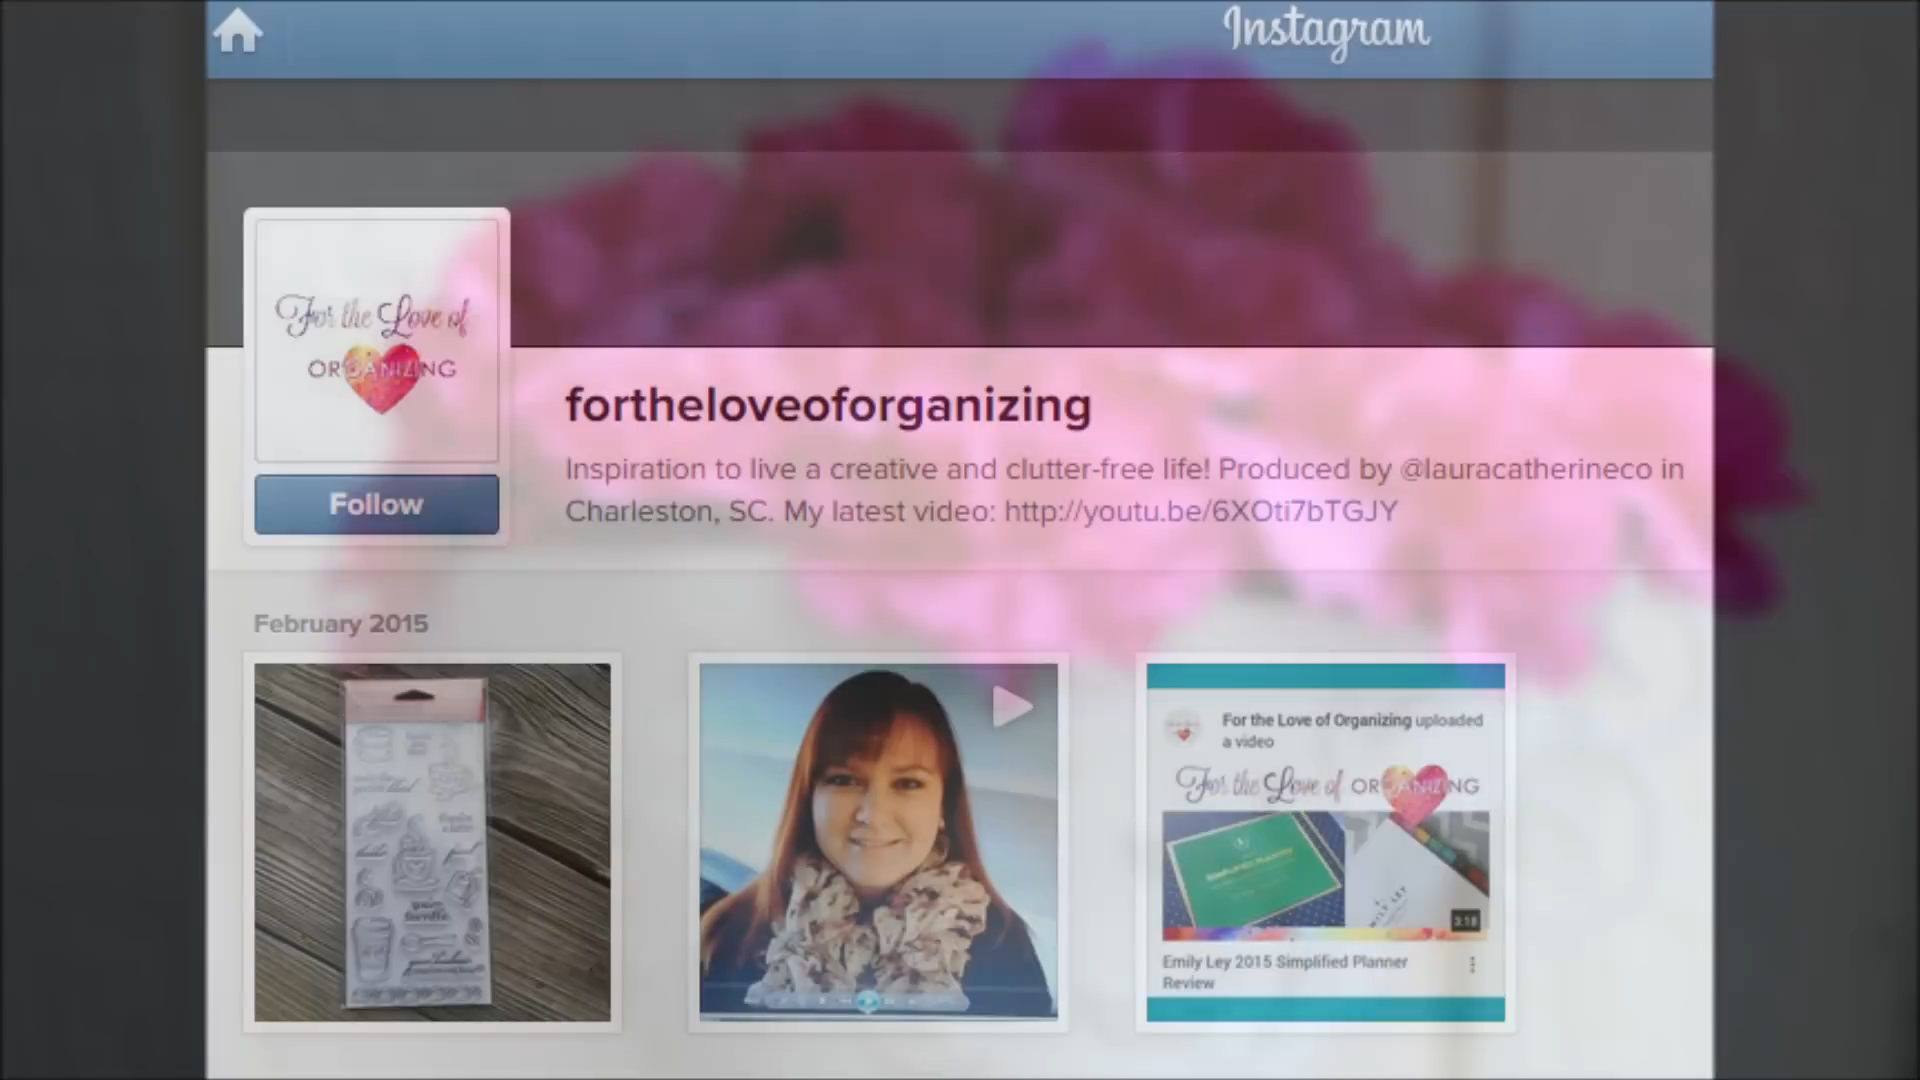 Instagram
For the Love of
ORGANIZING
Follow
fortheloveoforganizing
Inspiration to live a creative and clutter-free life! Produced by @lauracatherineco in
Charleston, SC. My latest video: http://youtu.be/6XOti7bTGJY
February 2015
For the Love of Organizing uploaded
a video
For the Love of ORGANIZING
3:18
Emily Ley 2015 Simplified Planner
Review